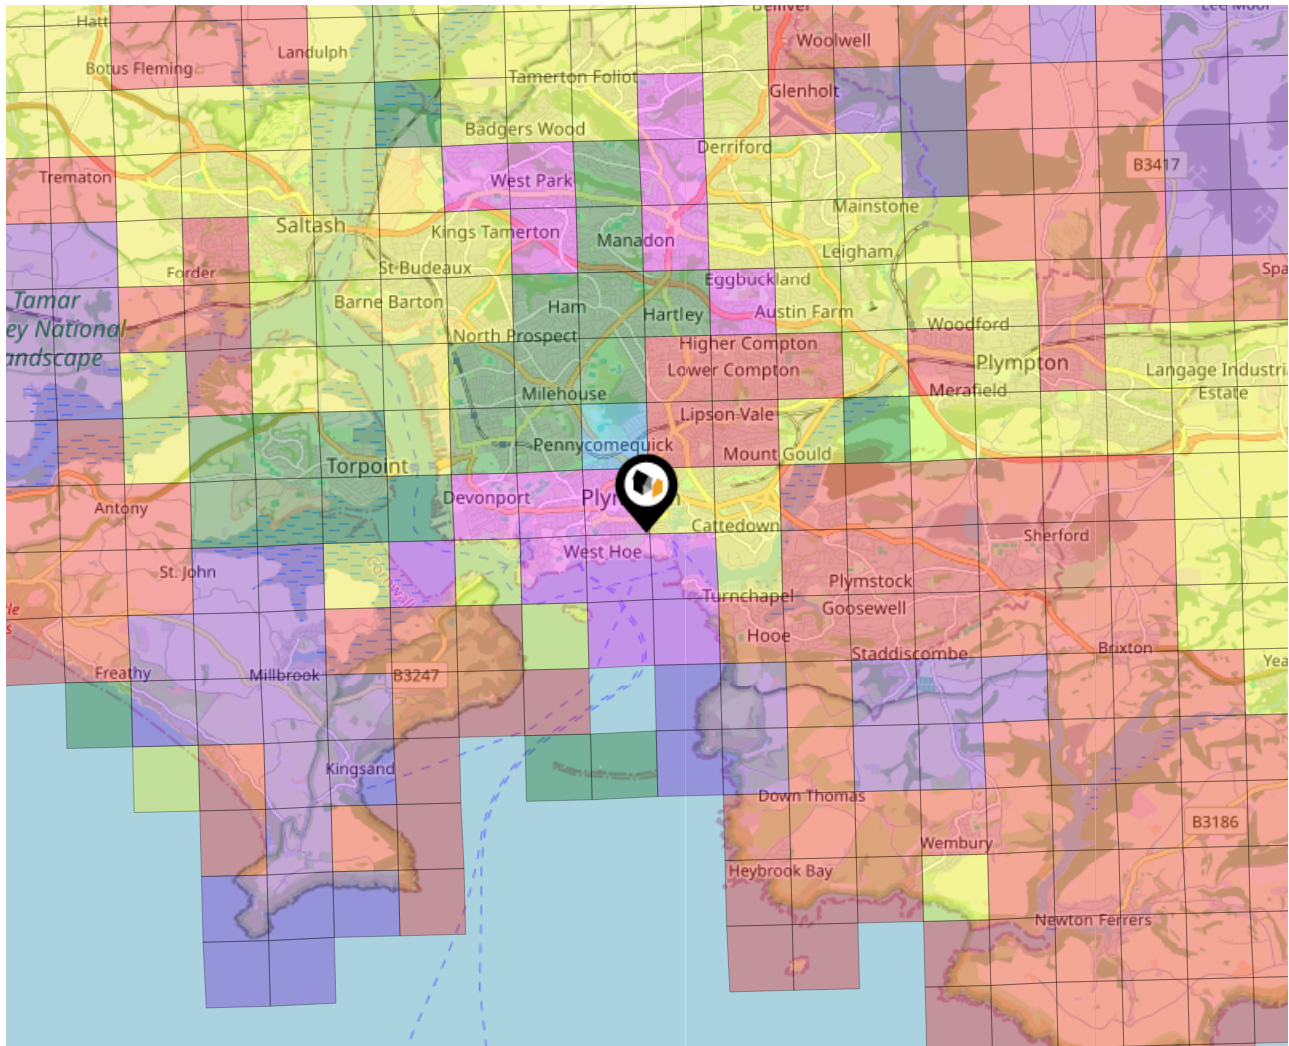 Hatt
Landulph
Botus Fleming
Woolwell
Tamerton Foliot
Glenholt
Badgers Wood
Derriford
B3417
Trematon
West Park
Mainstone
Saltash
Kings Tamerton
Manadon
Leigham
Forder
St Budeaux
Eggbuckland
Spa
Tamar
ey National
andscape
Barne Barton
Ham
Hartley
Austin Farm
Woodford
North Prospect
Higher Compton
Plympton
Lower Compton
Langage Industri
Estate
Milehouse
Merafield
Lipson Vale
Pennycomequick
Mount Gould
Torpoint
Devonport
Antony
Cattedown
Sherford
West Hoe
St. John
Cornwall
Plymstock
Turnchapel
Goosewell
Hooe
Brixton
Staddiscombe
Freathy
Millbrook
B3247
Yea
Kingsand
Down Thomas
B3186
Wembury
Heybrook Bay
Newton Ferrers